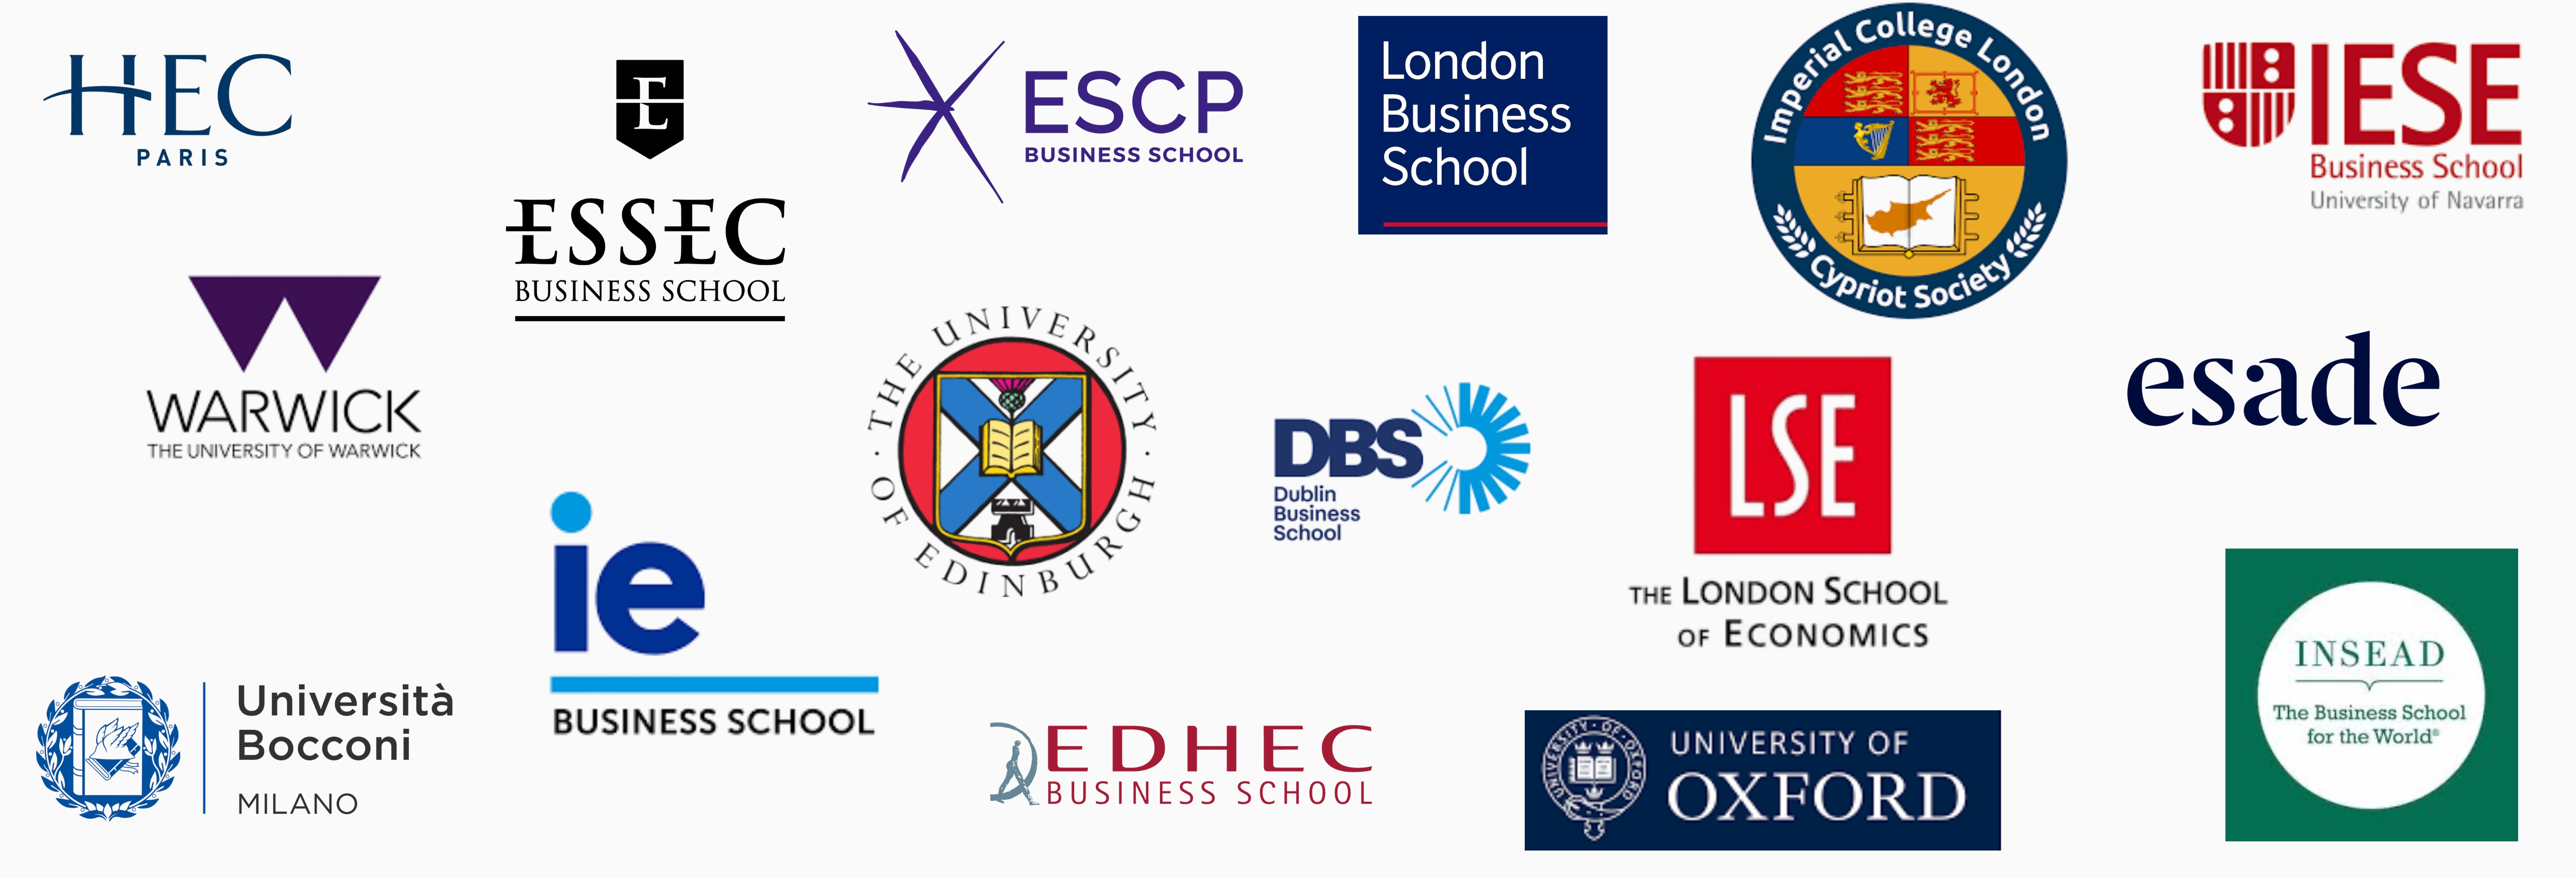 HEC
PARIS
E
ESSEC
BUSINESS SCHOOL
ESCP
BUSINESS SCHOOL
London
Business
School
Imperial College London
Cypriot Society
IESE
Business School
University of Navarra
WARWICK
THE UNIVERSITY OF WARWICK
THE UNIVERSITY
OF EDINBURGH
DBS
Dublin
Business
School
LSE
THE LONDON SCHOOL
OF ECONOMICS
esade
ie
BUSINESS SCHOOL
INSEAD
The Business School
for the World®
Università
Bocconi
MILANO
EDHEC
BUSINESS SCHOOL
UNIVERSITY·OF·OXFORD
UNIVERSITY OF
OXFORD